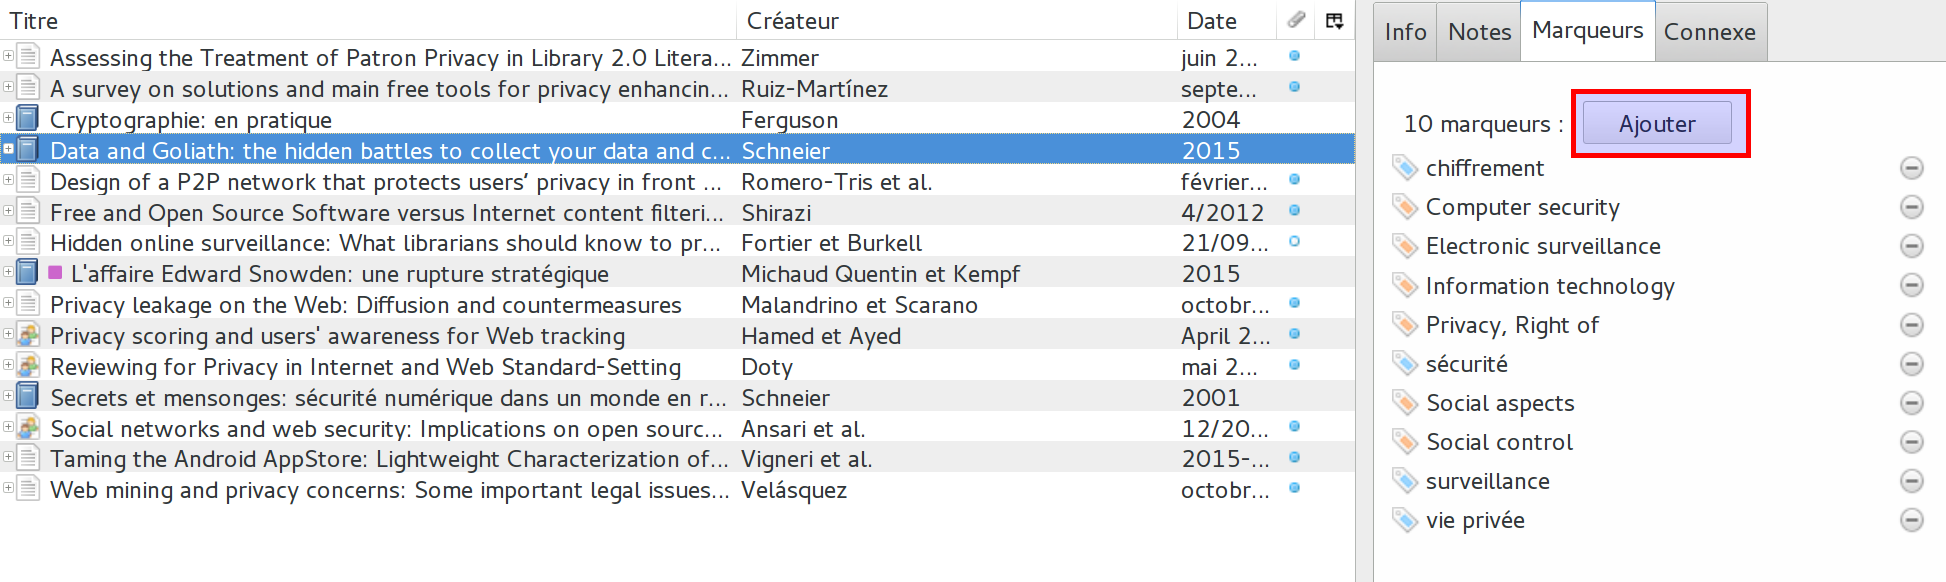 Titre Créateur Date
Assessing the Treatment of Patron Privacy in Library 2.0 Litera... Zimmer juin 2...
A survey on solutions and main free tools for privacy enhancin... Ruiz-Martínez septe...
Cryptographie: en pratique Ferguson 2004
Data and Goliath: the hidden battles to collect your data and c... Schneier 2015
Design of a P2P network that protects users’ privacy in front ... Romero-Tris et al. février...
Free and Open Source Software versus Internet content filteri... Shirazi 4/2012
Hidden online surveillance: What librarians should know to pr... Fortier et Burkell 21/09...
L'affaire Edward Snowden: une rupture stratégique Michaud Quentin et Kempf 2015
Privacy leakage on the Web: Diffusion and countermeasures Malandrino et Scarano octobr...
Privacy scoring and users' awareness for Web tracking Hamed et Ayed April 2...
Reviewing for Privacy in Internet and Web Standard-Setting Doty mai 2...
Secrets et mensonges: sécurité numérique dans un monde en r... Schneier 2001
Social networks and web security: Implications on open sourc... Ansari et al. 12/20...
Taming the Android AppStore: Lightweight Characterization of... Vigneri et al. 2015-...
Web mining and privacy concerns: Some important legal issues... Velásquez octobr...
Info Notes Marqueurs Connexe
10 marqueurs : Ajouter
chiffrement
Computer security
Electronic surveillance
Information technology
Privacy, Right of
sécurité
Social aspects
Social control
surveillance
vie privée